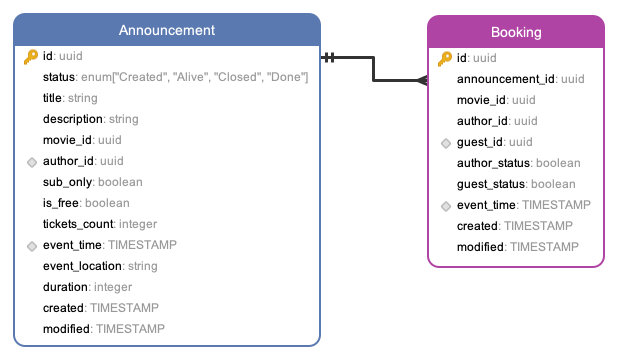 Announcement
id: uuid
status: enum["Created", "Alive", "Closed", "Done"]
title: string
description: string
movie_id: uuid
author_id: uuid
sub_only: boolean
is_free: boolean
tickets_count: integer
event_time: TIMESTAMP
event_location: string
duration: integer
created: TIMESTAMP
modified: TIMESTAMP
Booking
id: uuid
announcement_id: uuid
movie_id: uuid
author_id: uuid
guest_id: uuid
author_status: boolean
guest_status: boolean
event_time: TIMESTAMP
created: TIMESTAMP
modified: TIMESTAMP